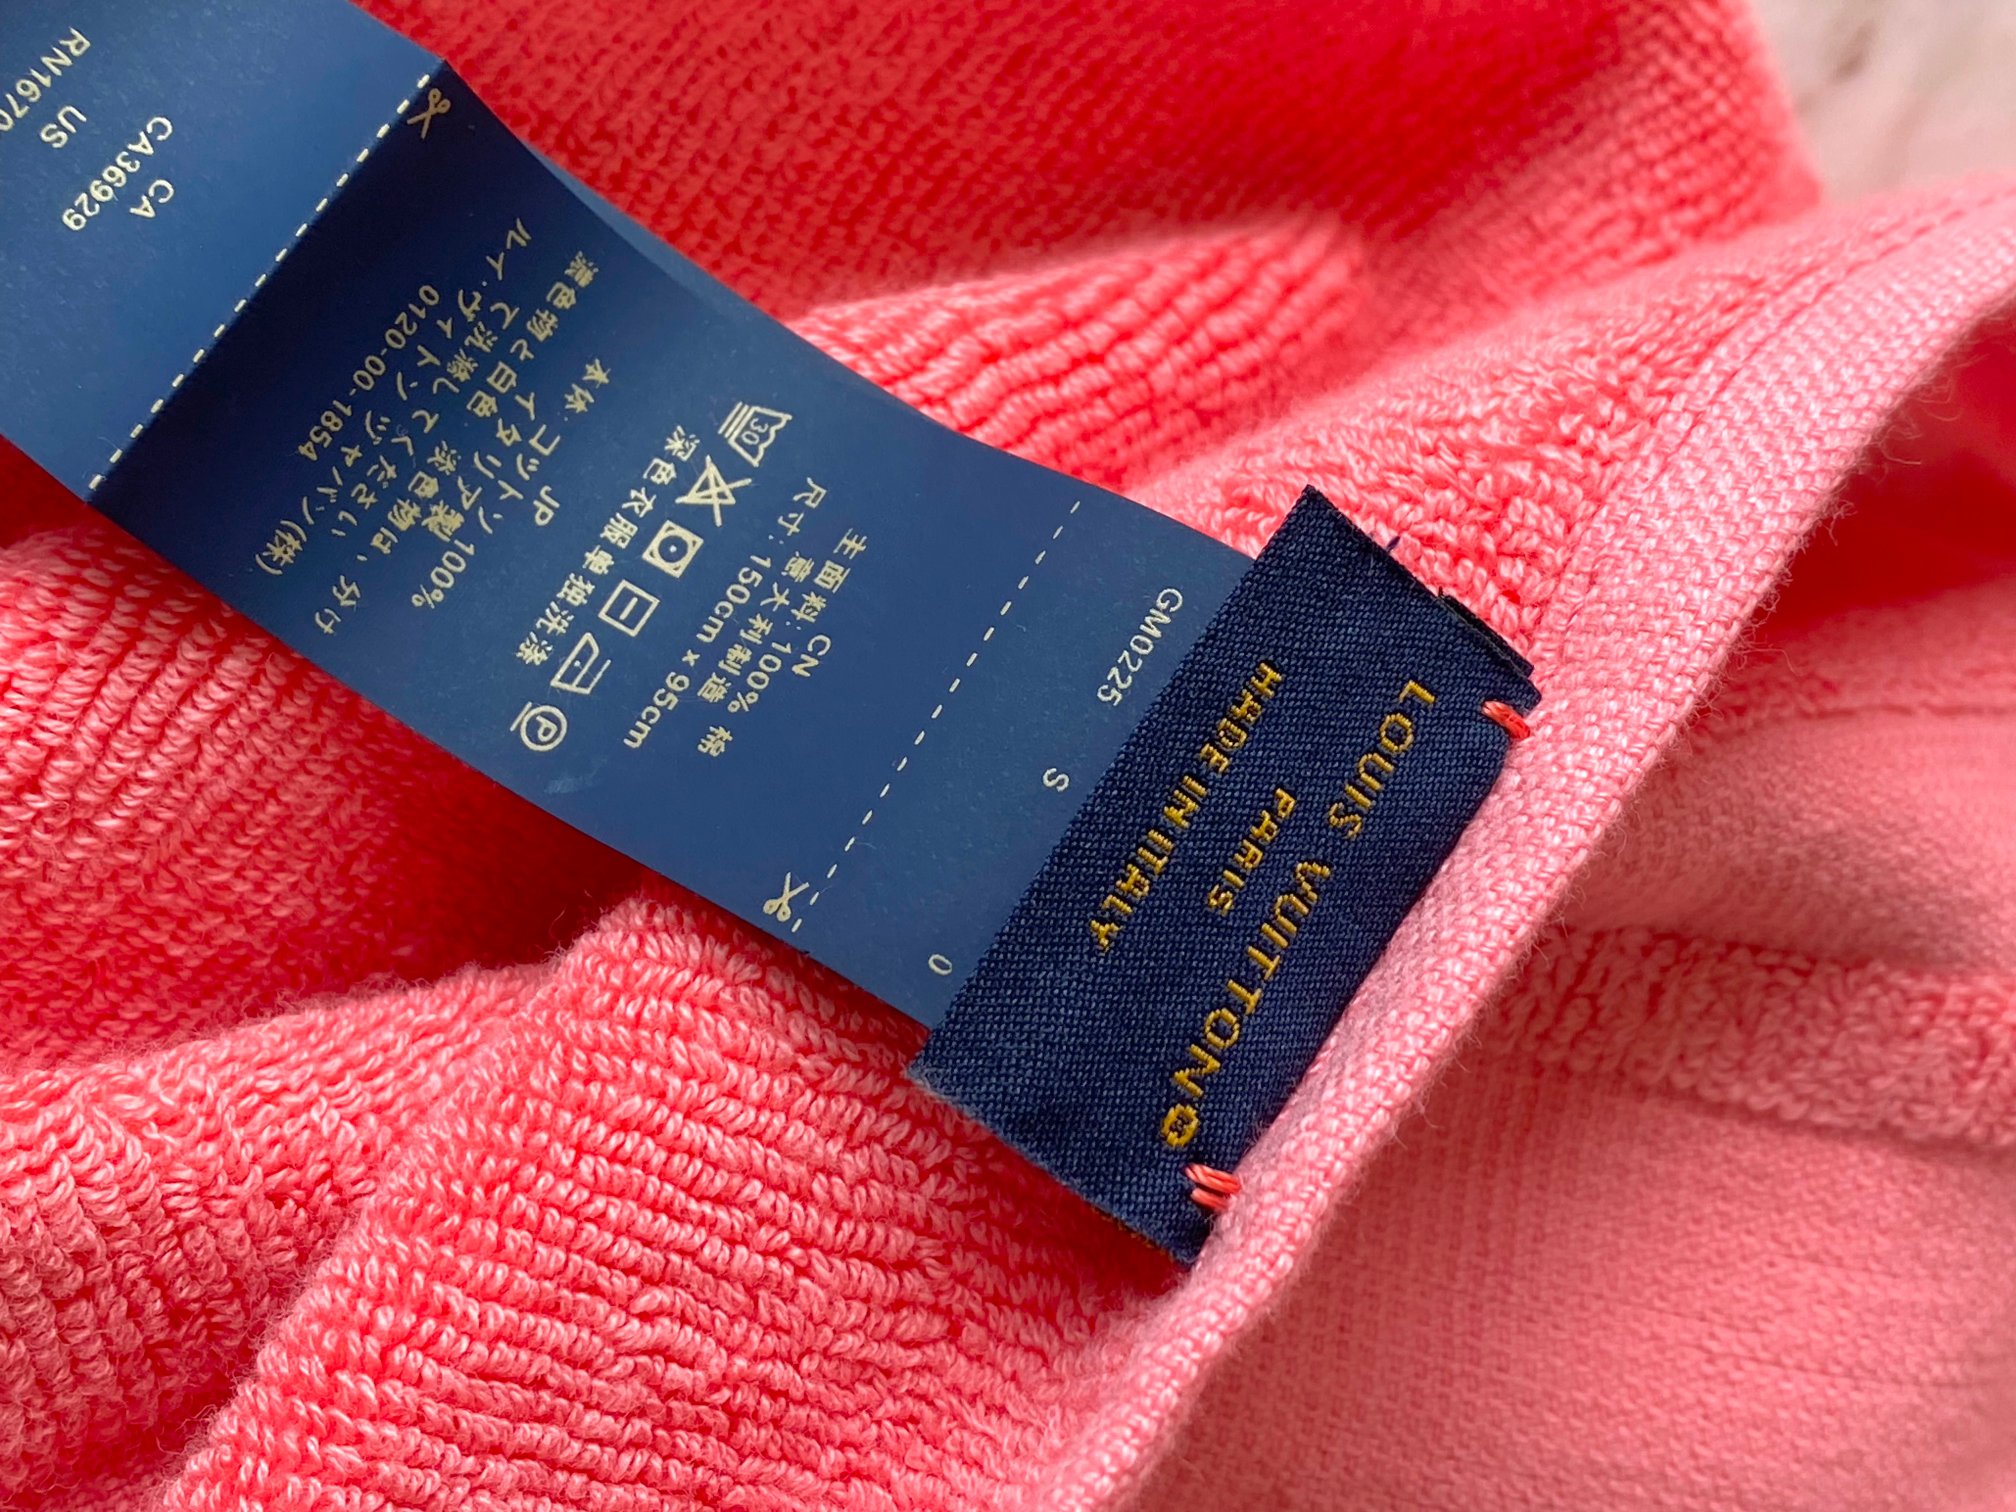 LOUIS VUITTON
PARIS
MADE IN ITALY
GM0225
S
0
CN
主面料: 100% 棉
意大利制造
尺寸: 150cm x 95cm
30
P
深色衣服单独洗涤
JP
本体: コットン 100%
イタリア製
濃色物と白色・淡色物は、分け
て洗滌してください
ルイ・ヴィトン ジャパン(株)
0120-00-1854
CA
CA36929
US